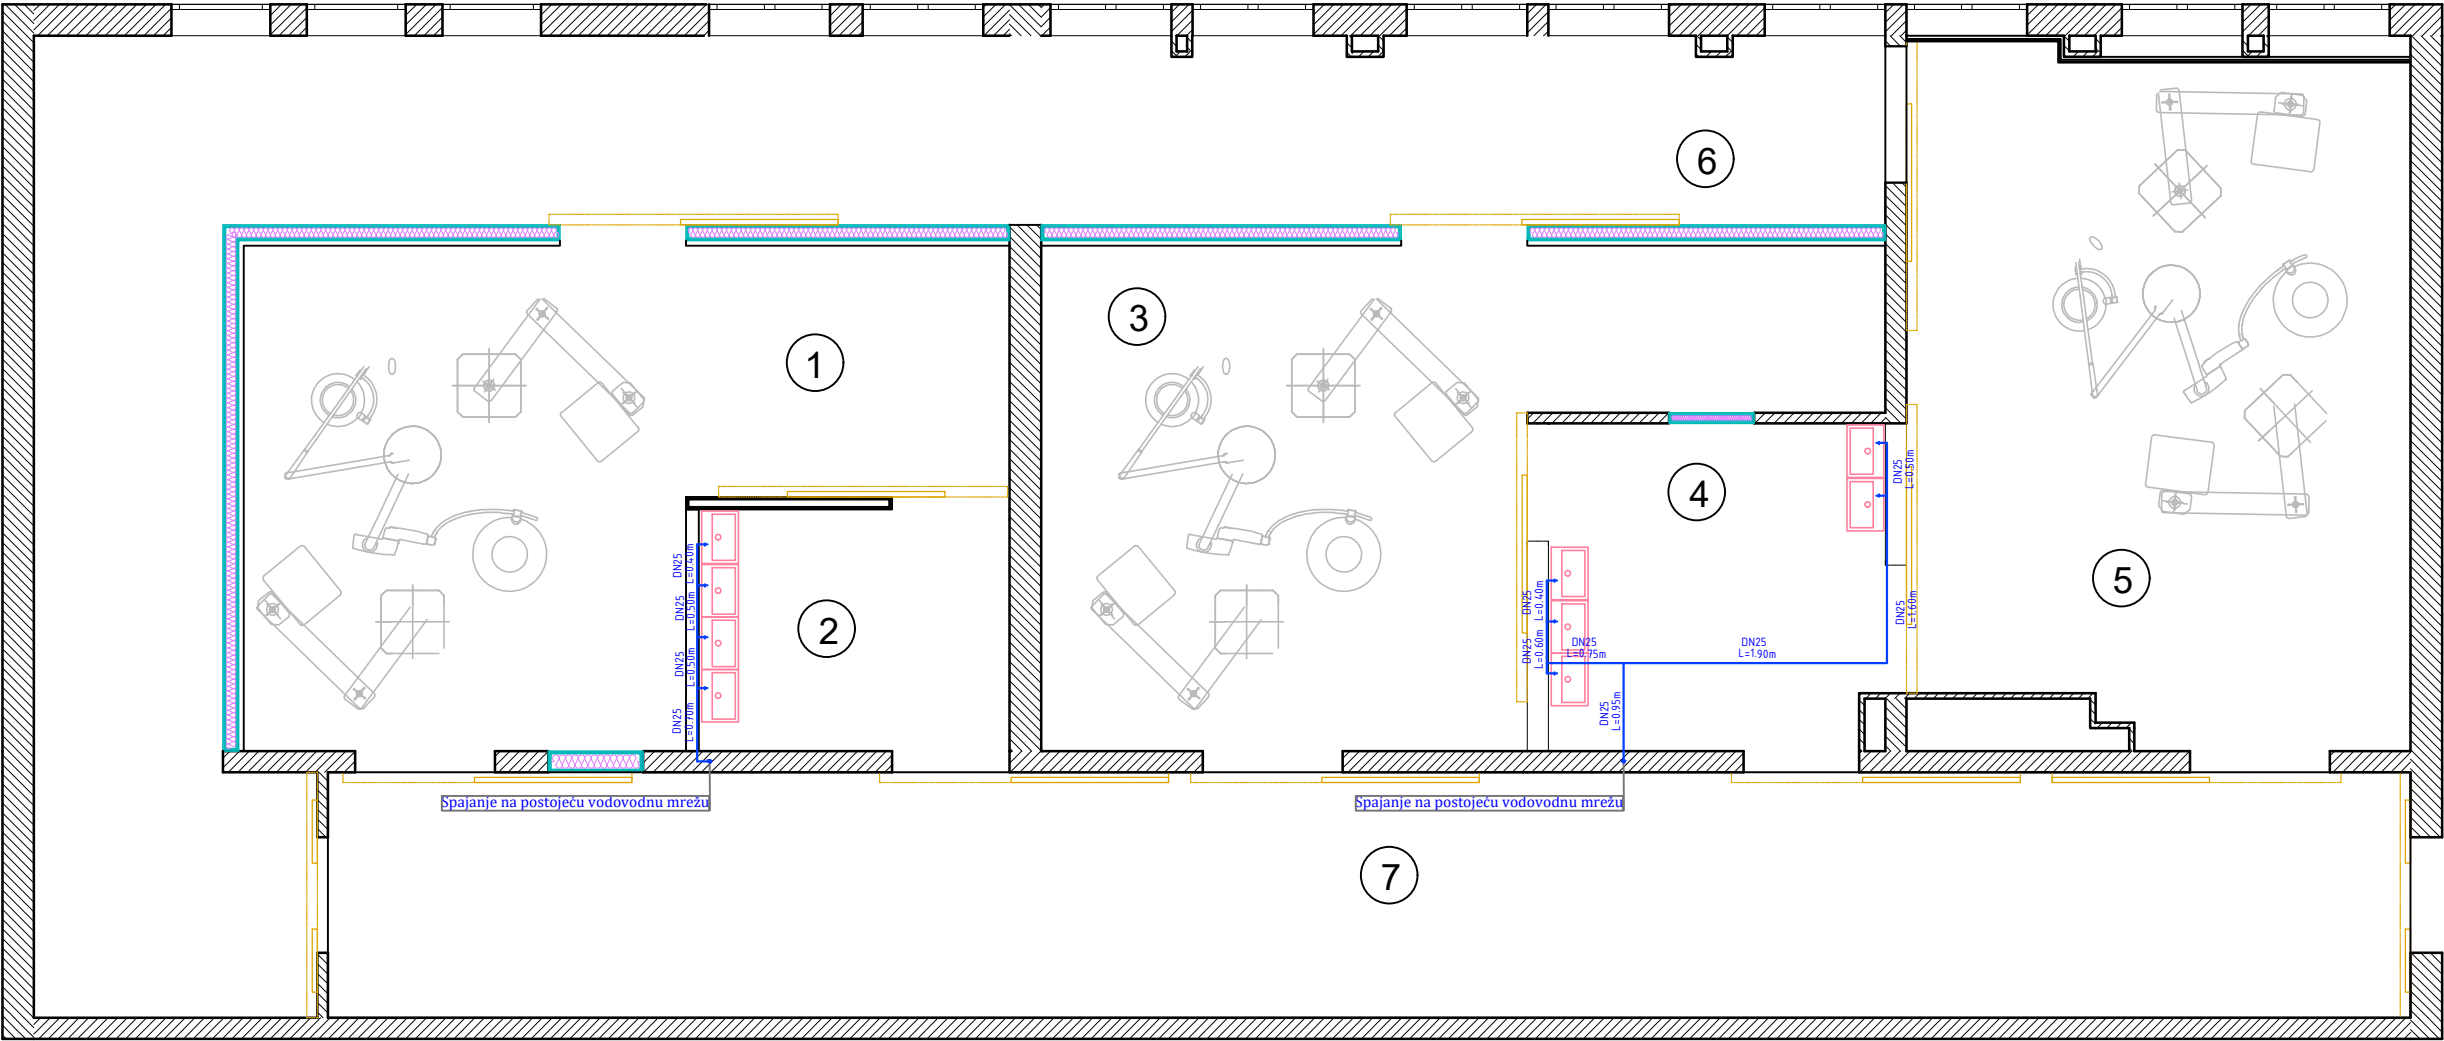 6
3
1
4
DN25
L=0.50m
5
2
DN25
L=0.40m
DN25
L=0.50m
DN25
L=0.50m
DN25
L=0.70m
DN25
L=0.40m
DN25
L=0.60m
DN25
L=0.75m
DN25
L=1.90m
DN25
L=1.60m
DN25
L=0.95m
Spajanje na postojeću vodovodnu mrežu
Spajanje na postojeću vodovodnu mrežu
7